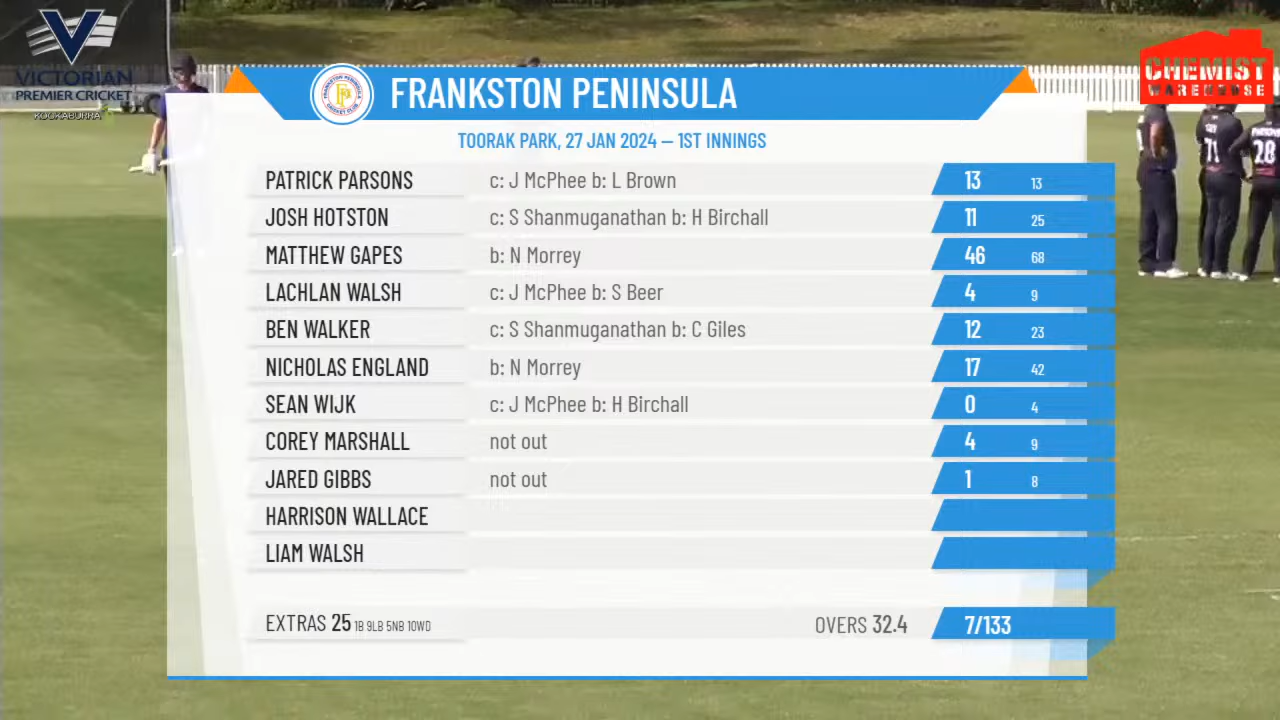 VICTORIAN
PREMIER CRICKET
KOOKABURRA
CHEMIST
WAREHOUSE
FRANKSTON PENINSULA
TOORAK PARK, 27 JAN 2024 – 1ST INNINGS
PATRICK PARSONS c: J McPhee b: L Brown 13 13
JOSH HOTSTON c: S Shanmuganathan b: H Birchall 11 25
MATTHEW GAPES b: N Morrey 46 68
LACHLAN WALSH c: J McPhee b: S Beer 4 9
BEN WALKER c: S Shanmuganathan b: C Giles 12 23
NICHOLAS ENGLAND b: N Morrey 17 42
SEAN WIJK c: J McPhee b: H Birchall 0 4
COREY MARSHALL not out 4 9
JARED GIBBS not out 1 8
HARRISON WALLACE
LIAM WALSH
EXTRAS 25 1B 9LB 5NB 10WD OVERS 32.4 7/133
71
28